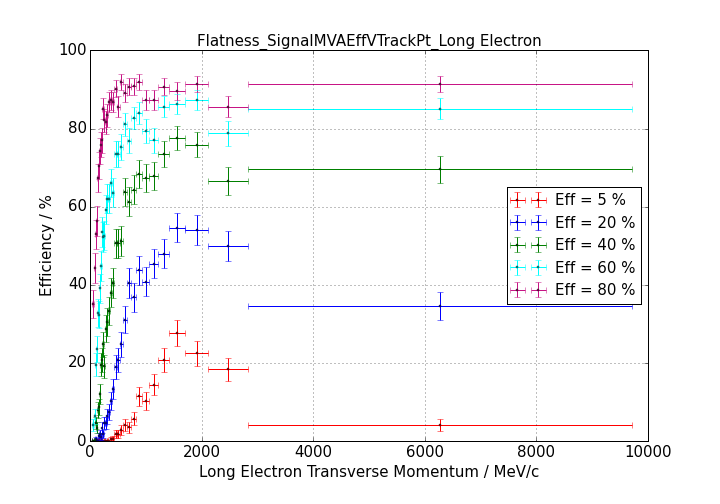 Flatness_SignalMVAEffVTrackPt_Long Electron
100
80
60
40
20
0
Efficiency / %
Eff = 5 %
Eff = 20 %
Eff = 40 %
Eff = 60 %
Eff = 80 %
0 2000 4000 6000 8000 10000
Long Electron Transverse Momentum / MeV/c